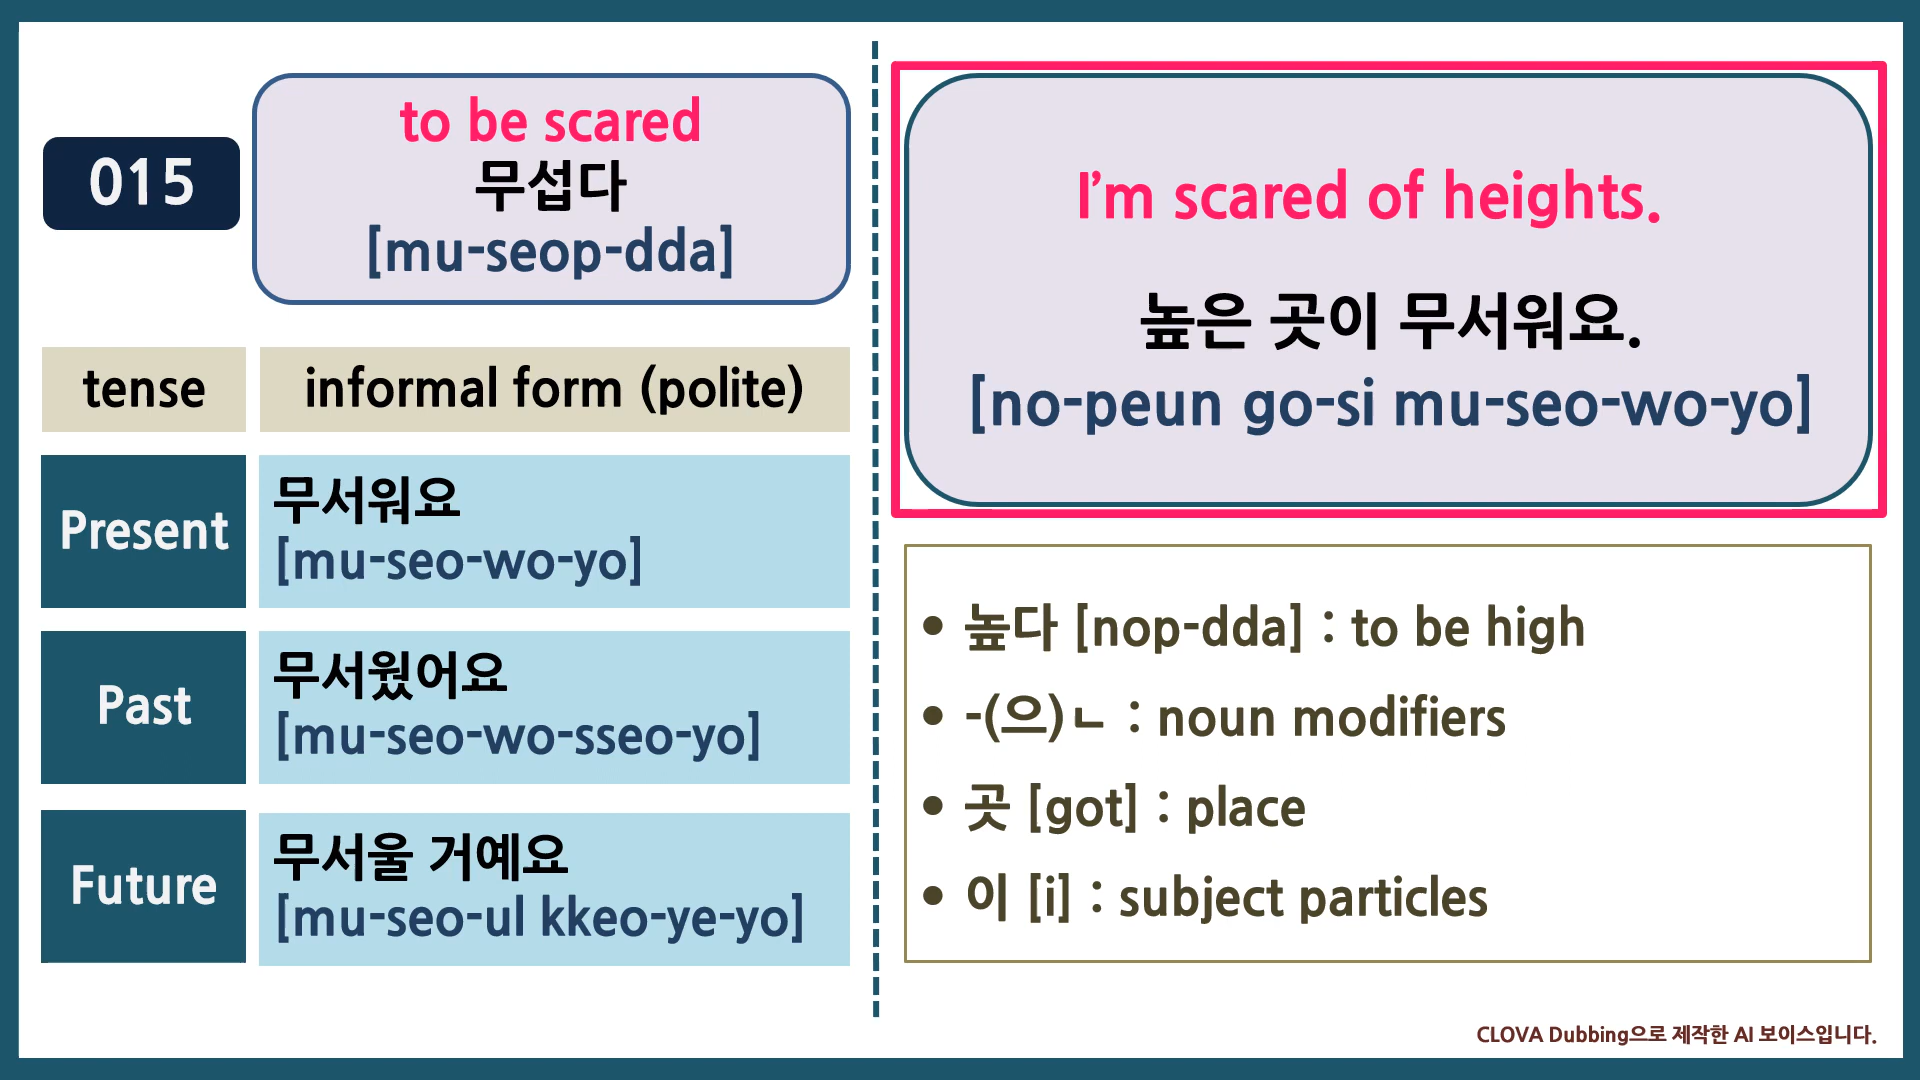 015
to be scared
무섭다
[mu-seop-dda]
tense
informal form (polite)
Present
무서워요
[mu-seo-wo-yo]
Past
무서웠어요
[mu-seo-wo-sseo-yo]
Future
무서울 거예요
[mu-seo-ul kkeo-ye-yo]
I’m scared of heights.
높은 곳이 무서워요.
[no-peun go-si mu-seo-wo-yo]
• 높다 [nop-dda] : to be high
• -(으)ㄴ : noun modifiers
• 곳 [got] : place
• 이 [i] : subject particles
CLOVA Dubbing으로 제작한 AI 보이스입니다.